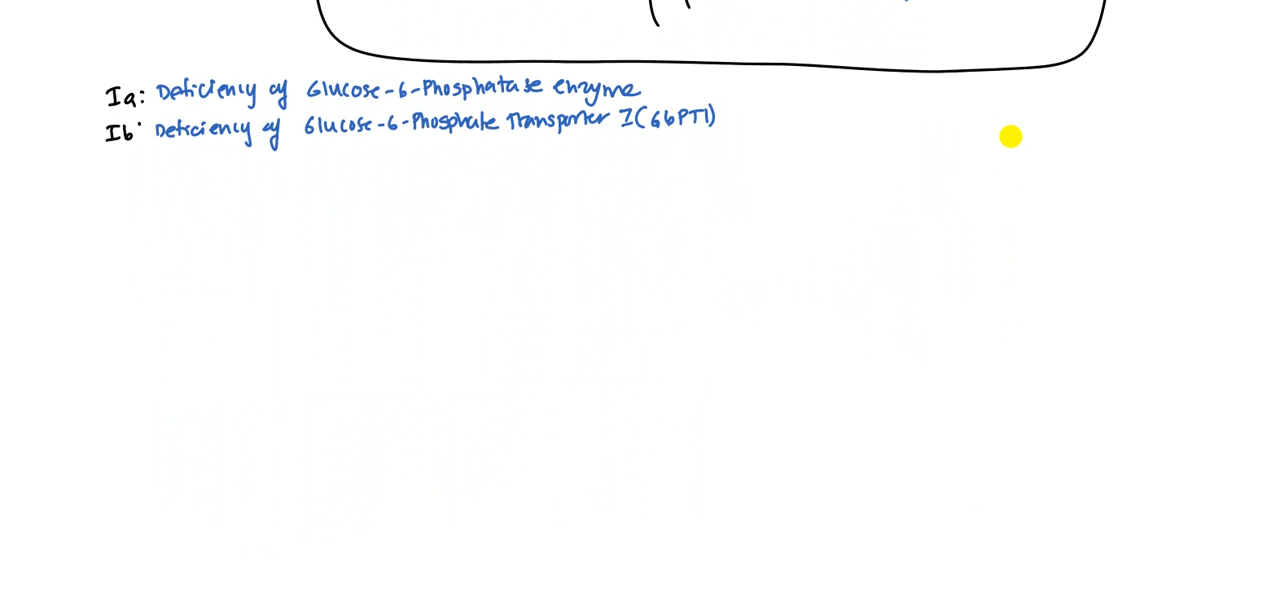 Ia: Deficiency of Glucose-6-Phosphatase enzyme
Ib: Deficiency of Glucose-6-Phosphate Transporter I (G6PT1)